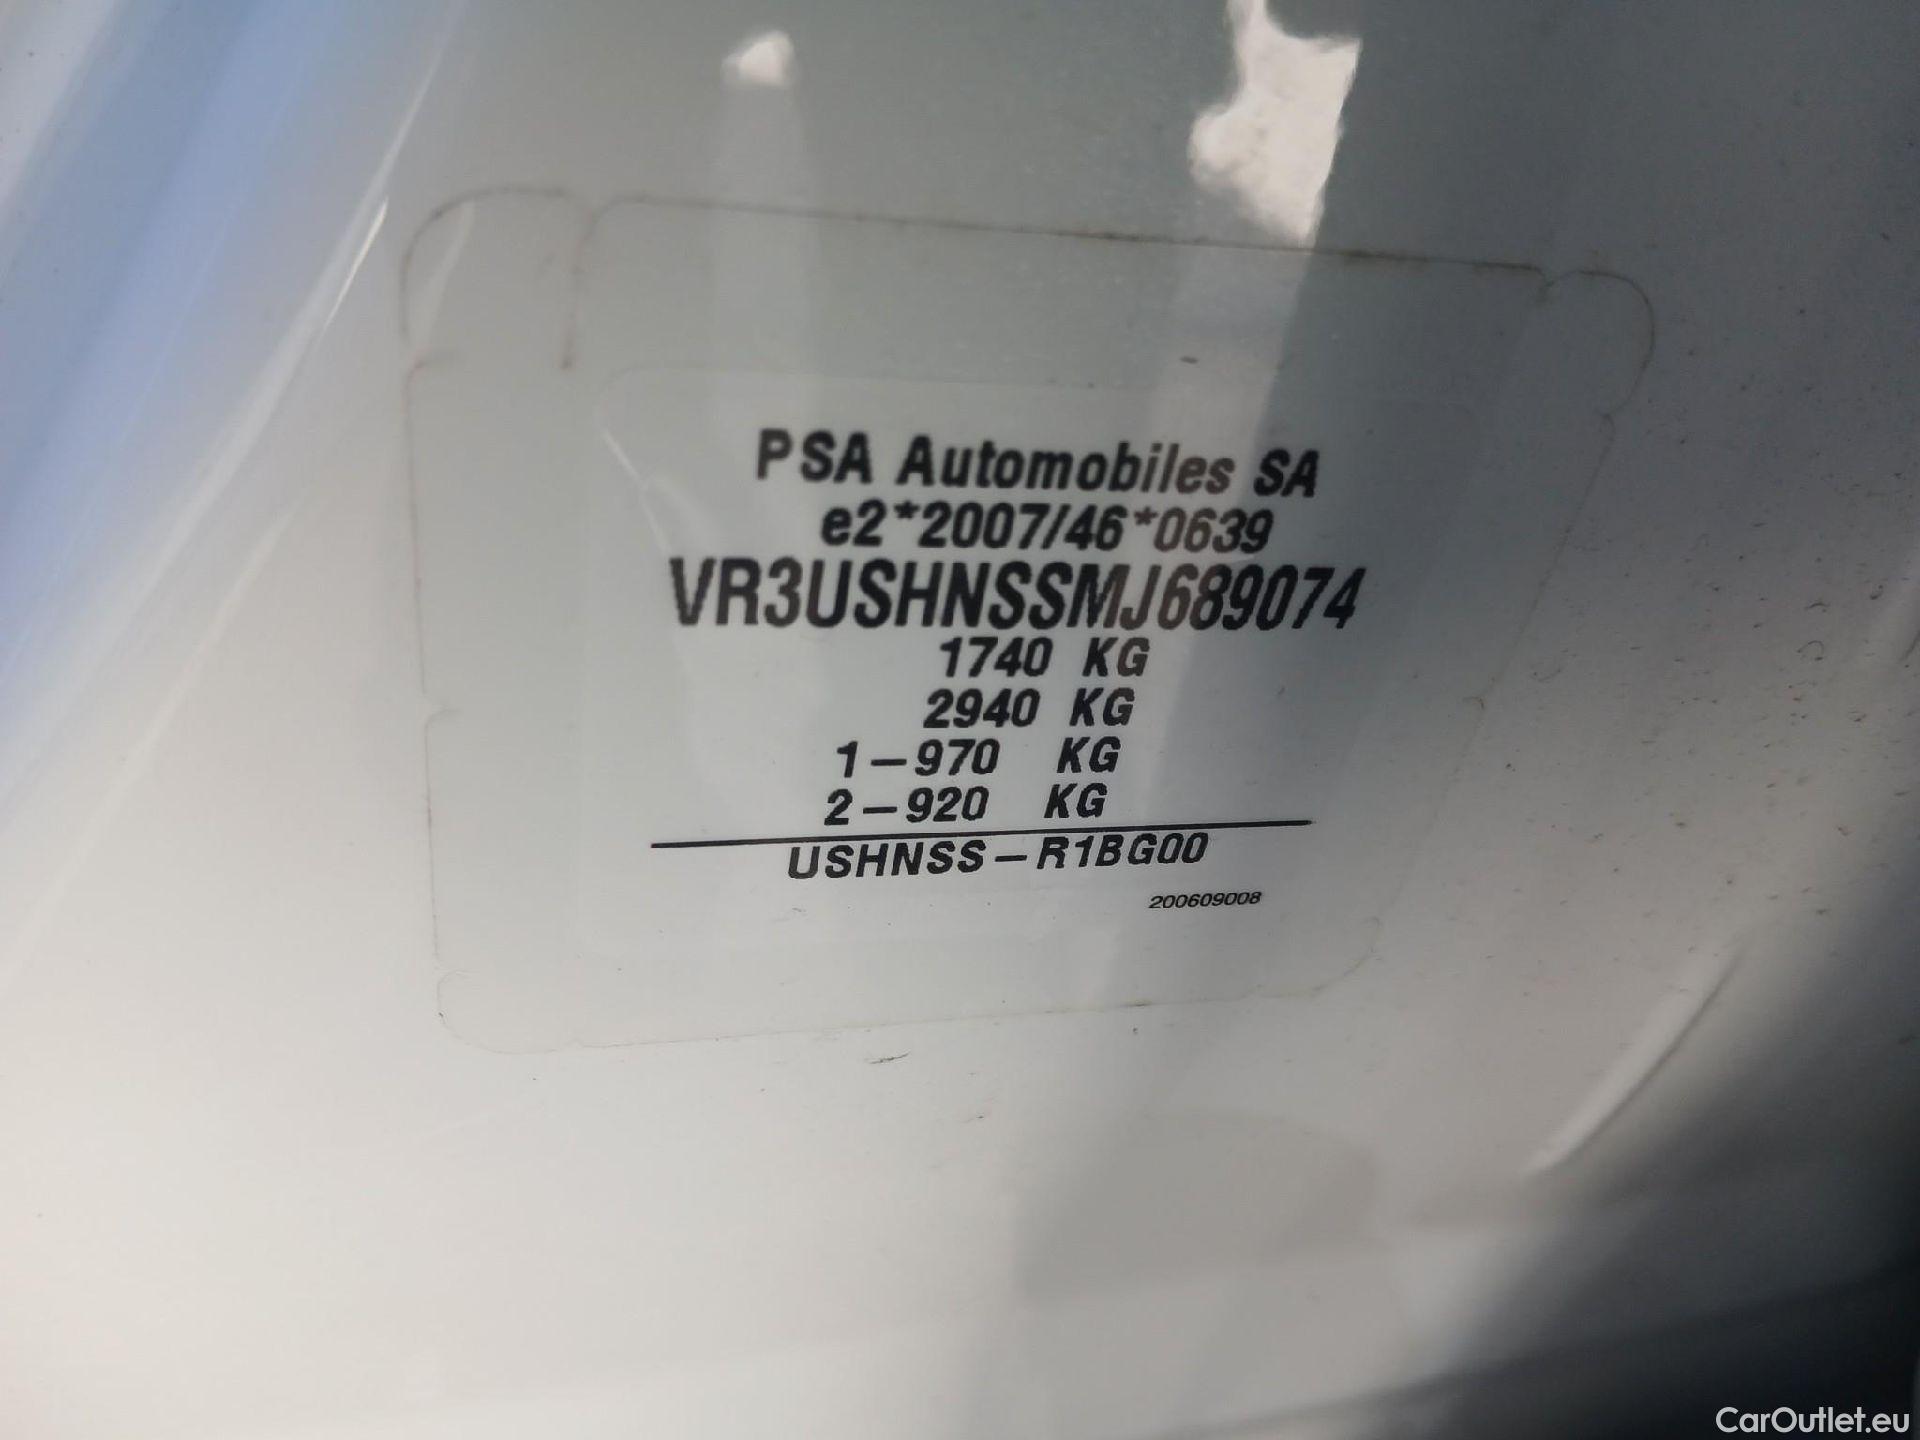 PSA Automobiles SA
e2*2007/46*0639
VR3USHNSSMJ689074
1740 KG
2940 KG
1-970 KG
2-920 KG
USHNSS-R1BG00
200609008
CarOutlet.eu